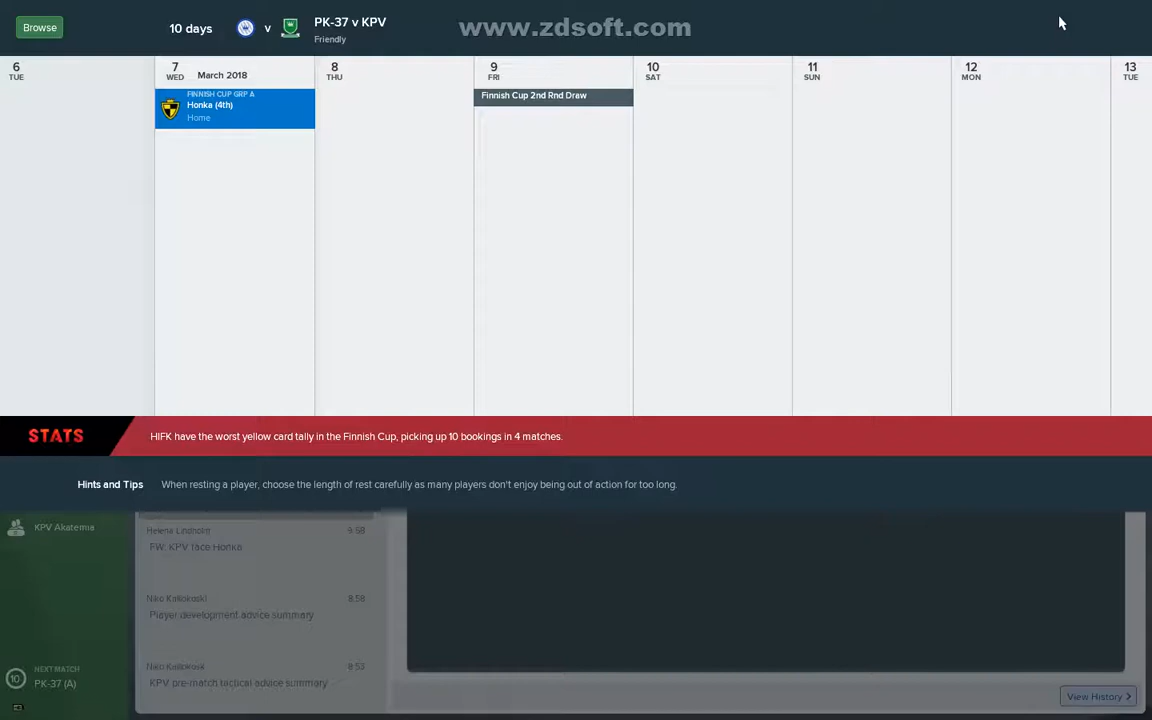 Browse
10 days
v
PK-37 v KPV
Friendly
www.zdsoft.com
6
TUE
7
WED
March 2018
8
THU
9
FRI
10
SAT
11
SUN
12
MON
13
TUE
FINNISH CUP GRP A
Honka (4th)
Home
Finnish Cup 2nd Rnd Draw
STATS
HIFK have the worst yellow card tally in the Finnish Cup, picking up 10 bookings in 4 matches.
Hints and Tips
When resting a player, choose the length of rest carefully as many players don't enjoy being out of action for too long.
KPV Akatemia
Helena Lindholm
9:58
FW: KPV face Honka
Niko Kalliokoski
8:58
Player development advice summary
Niko Kalliokoski
8:53
KPV pre-match tactical advice summary
10
NEXT MATCH
PK-37 (A)
View History